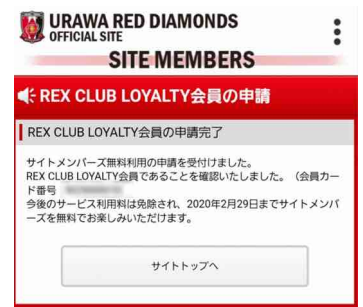 URAWA RED DIAMONDS
OFFICIAL SITE
SITE MEMBERS
REX CLUB LOYALTY会員の申請
REX CLUB LOYALTY会員の申請完了
サイトメンバーズ無料利用の申請を受付けました。
REX CLUB LOYALTY会員であることを確認いたしました。（会員カー
ド番号
今後のサービス利用料は免除され、2020年2月29日までサイトメンバ
ーズを無料でお楽しみいただけます。
サイトトップへ